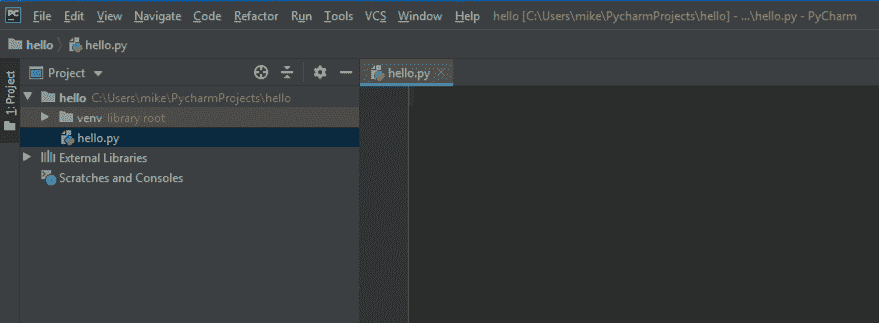 PC File Edit View Navigate Code Refactor Run Tools VCS Window Help hello [C:\Users\mike\PycharmProjects\hello] - ...\hello.py - PyCharm
hello hello.py
1: Project
Project
hello.py
hello C:\Users\mike\PycharmProjects\hello
venv library root
hello.py
External Libraries
Scratches and Consoles